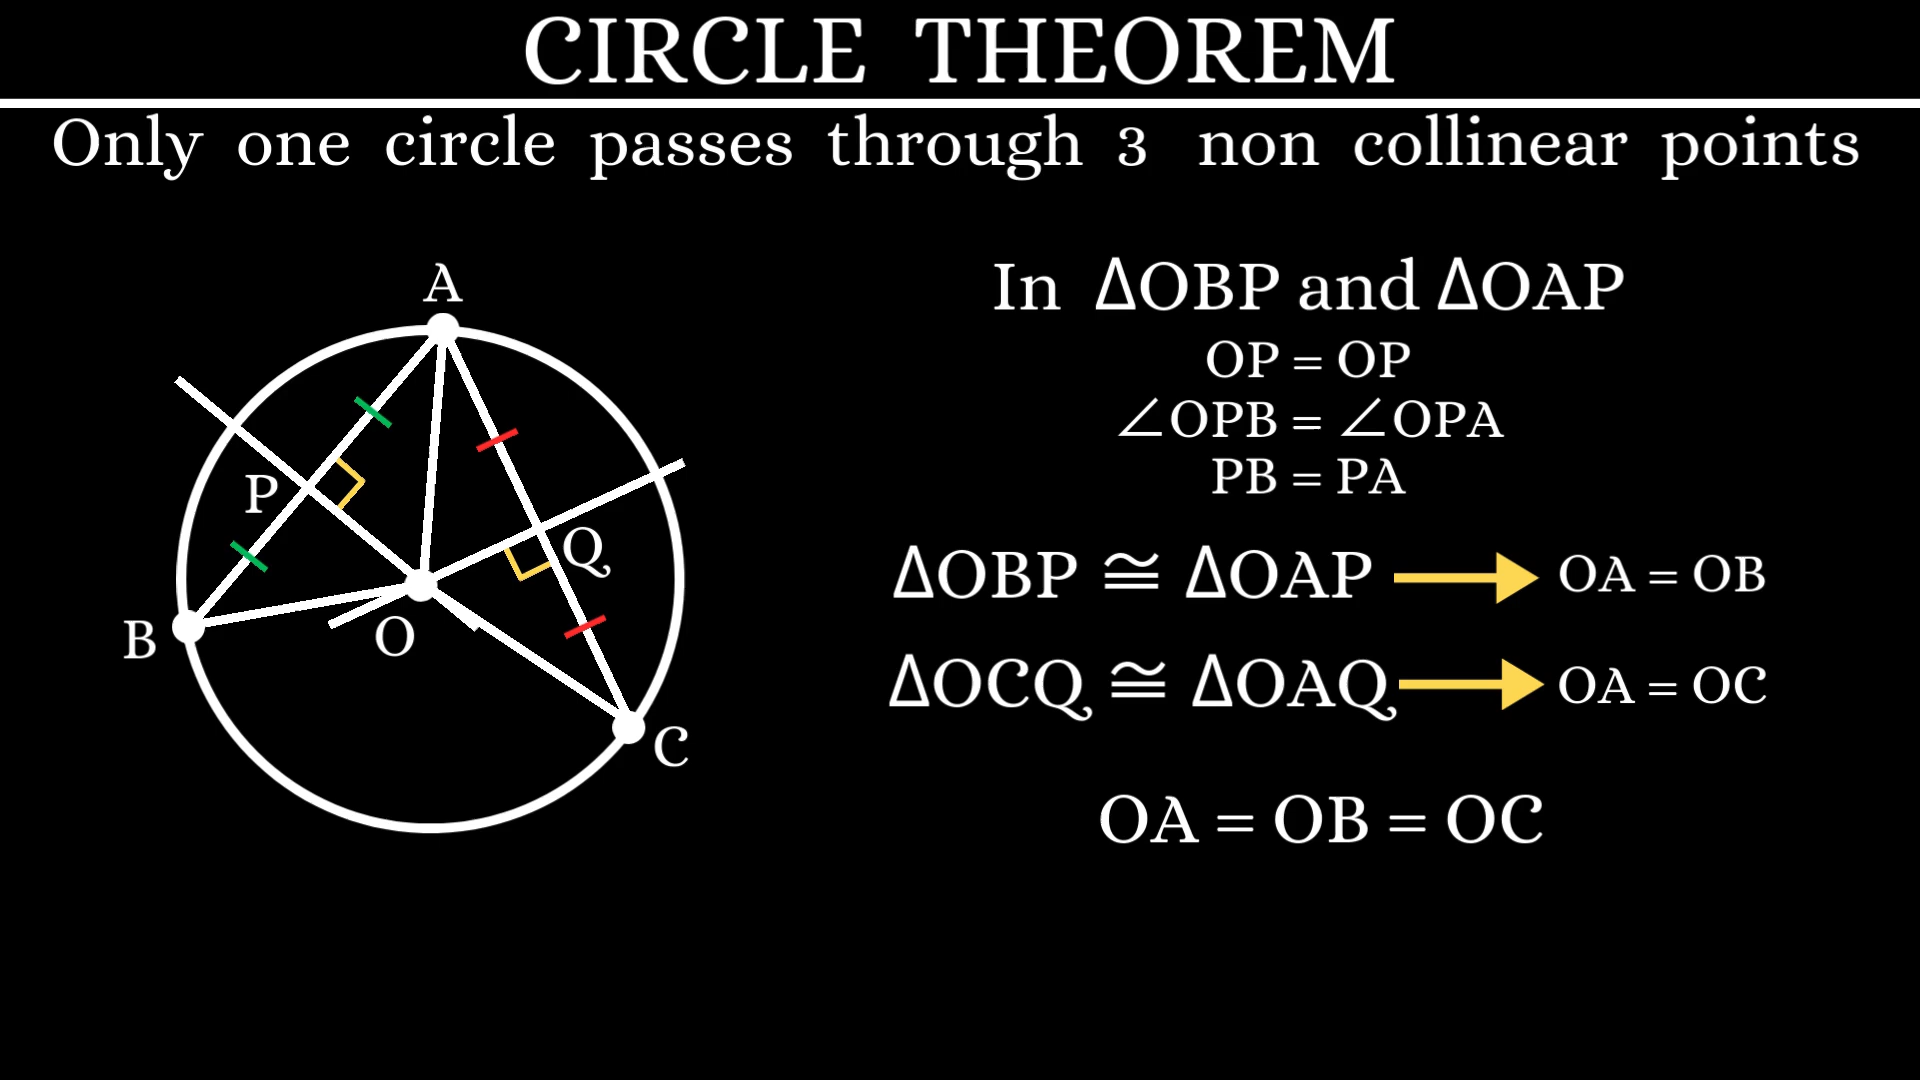 CIRCLE THEOREM
Only one circle passes through 3 non collinear points
A
P
Q
B
O
C
In ΔOBP and ΔOAP
OP = OP
∠OPB = ∠OPA
PB = PA
ΔOBP ≅ ΔOAP → OA = OB
ΔOCQ ≅ ΔOAQ → OA = OC
OA = OB = OC